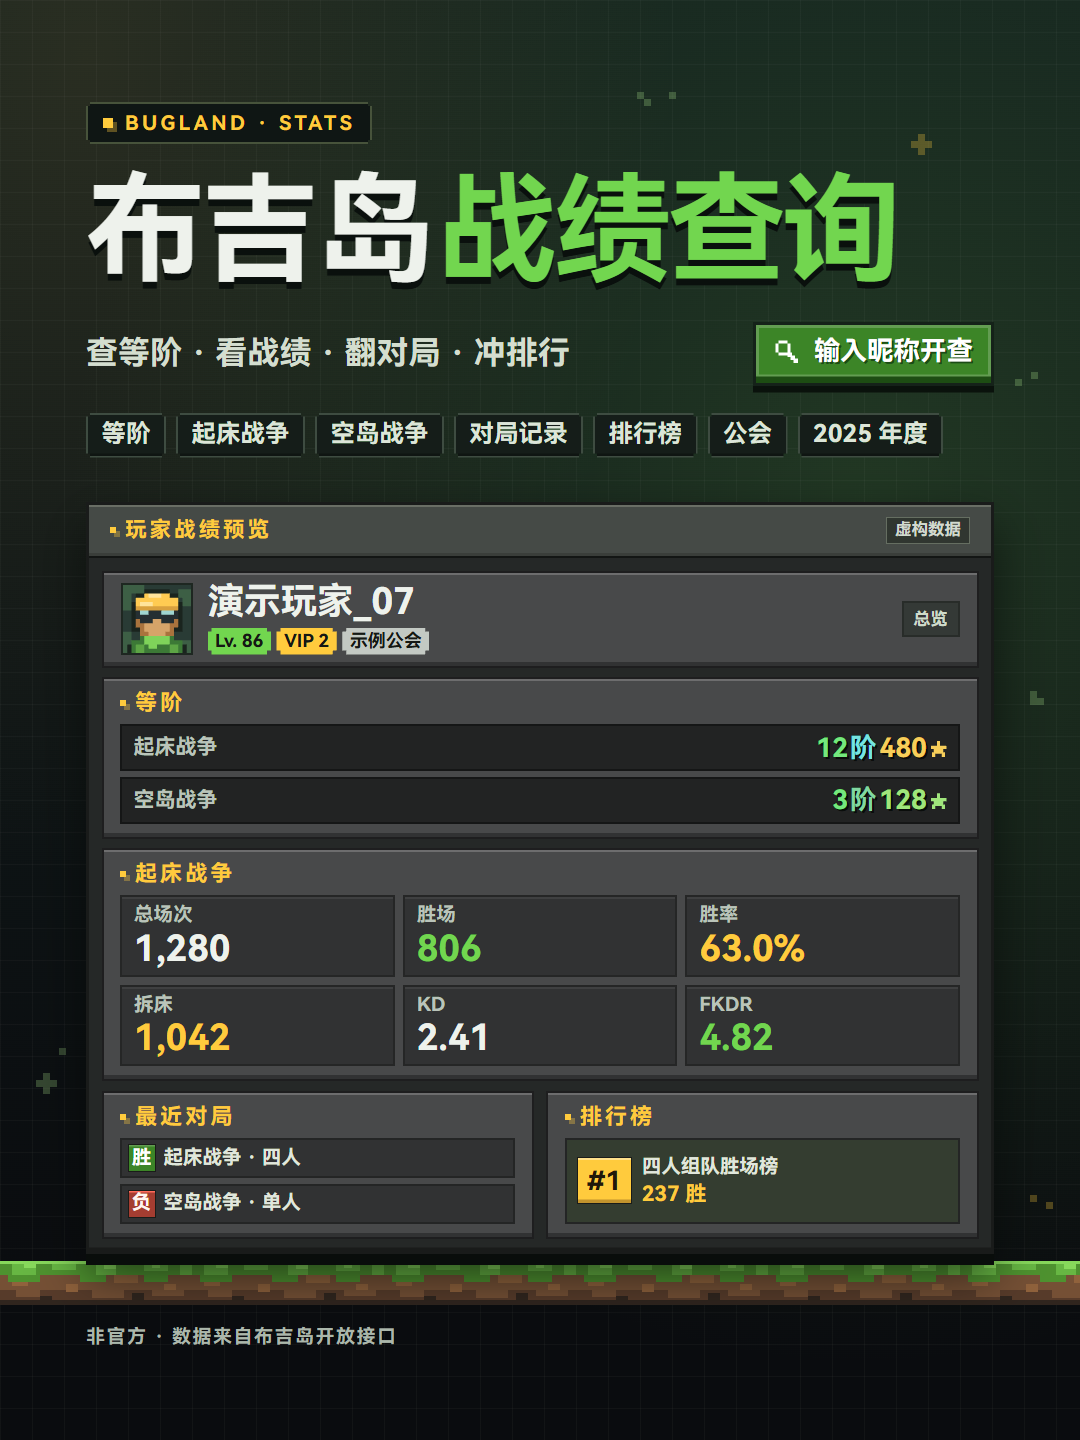 BUGLAND · STATS
布吉岛战绩查询
查等阶 · 看战绩 · 翻对局 · 冲排行
输入昵称开查
等阶 起床战争 空岛战争 对局记录 排行榜 公会 2025 年度
玩家战绩预览
虚构数据
演示玩家_07
Lv. 86 VIP 2 示例公会
总览
等阶
起床战争 12阶 480★
空岛战争 3阶 128★
起床战争
总场次 胜场 胜率
1,280 806 63.0%
拆床 KD FKDR
1,042 2.41 4.82
最近对局
胜 起床战争 · 四人
负 空岛战争 · 单人
排行榜
#1
四人组队胜场榜
237 胜
非官方 · 数据来自布吉岛开放接口